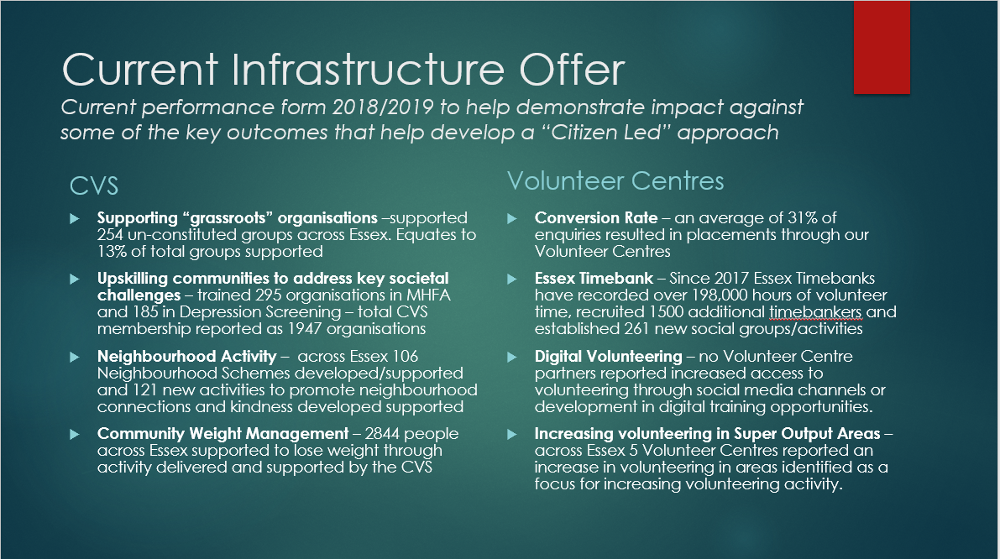 Current Infrastructure Offer
Current performance form 2018/2019 to help demonstrate impact against
some of the key outcomes that help develop a “Citizen Led” approach
CVS
Supporting “grassroots” organisations –supported
254 un-constituted groups across Essex. Equates to
13% of total groups supported
Upskilling communities to address key societal
challenges – trained 295 organisations in MHFA
and 185 in Depression Screening – total CVS
membership reported as 1947 organisations
Neighbourhood Activity –  across Essex 106
Neighbourhood Schemes developed/supported
and 121 new activities to promote neighbourhood
connections and kindness developed supported
Community Weight Management – 2844 people
across Essex supported to lose weight through
activity delivered and supported by the CVS
Volunteer Centres
Conversion Rate – an average of 31% of
enquiries resulted in placements through our
Volunteer Centres
Essex Timebank – Since 2017 Essex Timebanks
have recorded over 198,000 hours of volunteer
time, recruited 1500 additional timebankers and
established 261 new social groups/activities
Digital Volunteering – no Volunteer Centre
partners reported increased access to
volunteering through social media channels or
development in digital training opportunities.
Increasing volunteering in Super Output Areas –
across Essex 5 Volunteer Centres reported an
increase in volunteering in areas identified as a
focus for increasing volunteering activity.